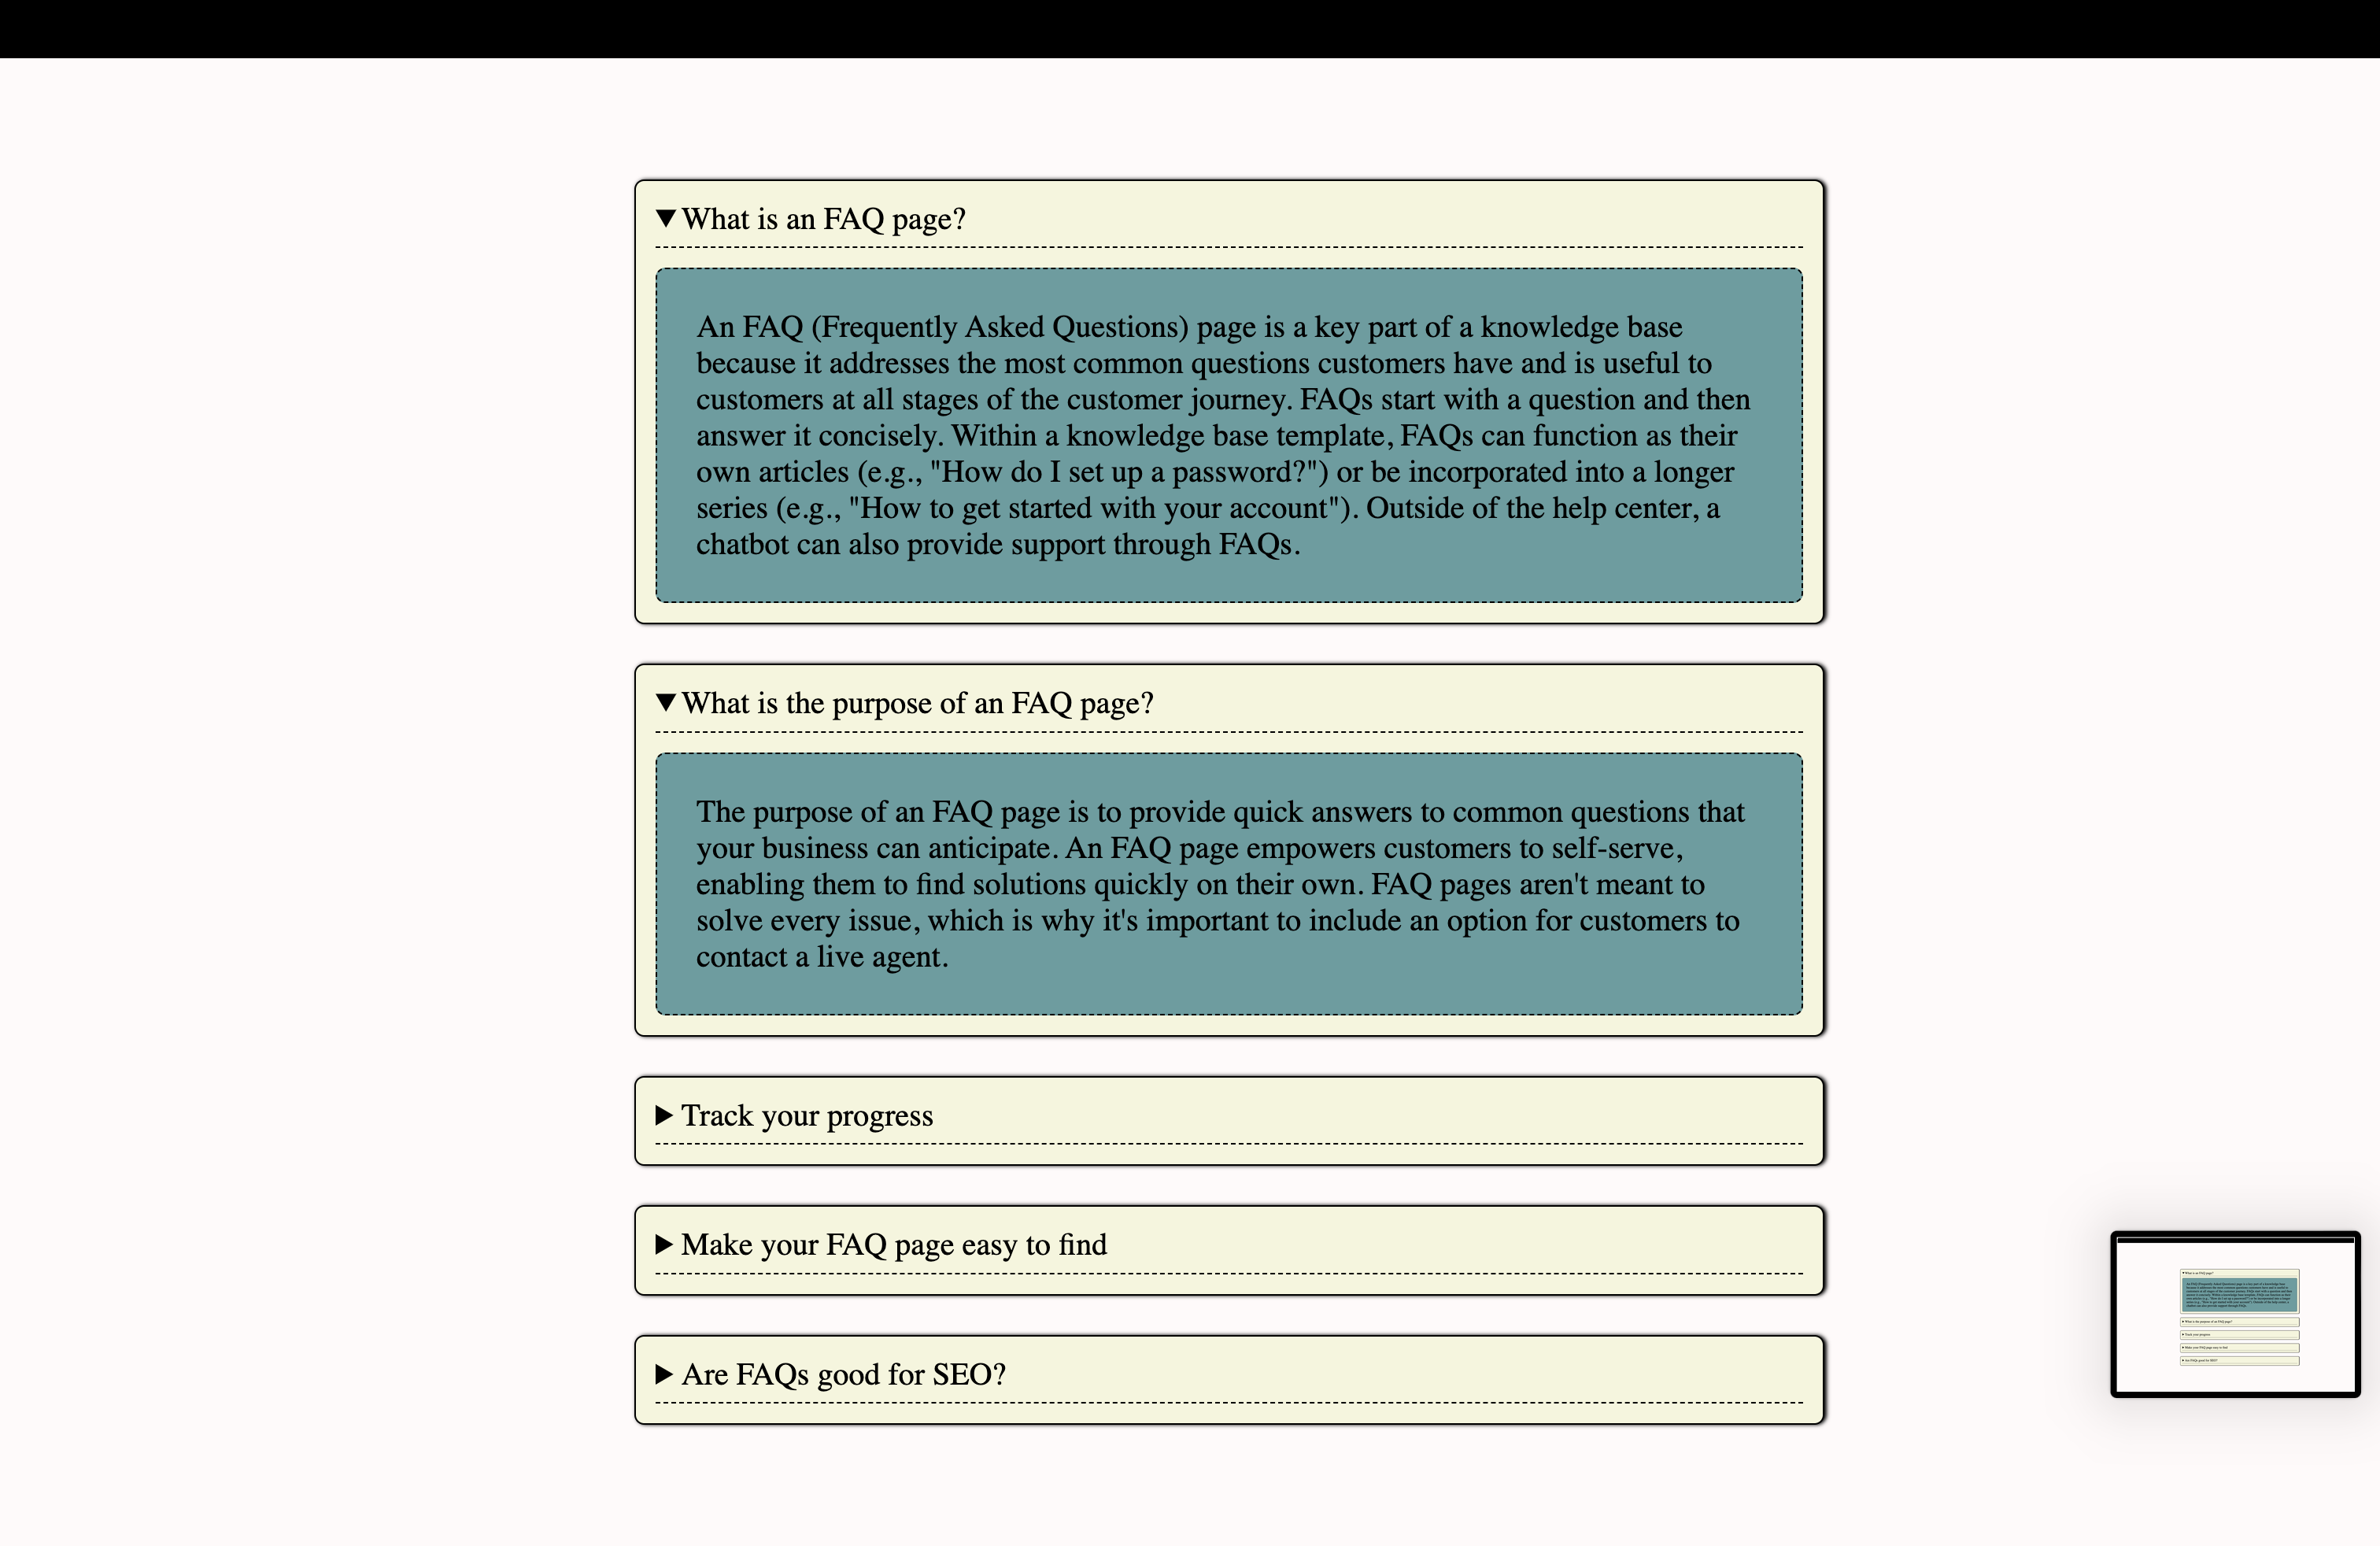 What is an FAQ page?
An FAQ (Frequently Asked Questions) page is a key part of a knowledge base
because it addresses the most common questions customers have and is useful to
customers at all stages of the customer journey. FAQs start with a question and then
answer it concisely. Within a knowledge base template, FAQs can function as their
own articles (e.g., "How do I set up a password?") or be incorporated into a longer
series (e.g., "How to get started with your account"). Outside of the help center, a
chatbot can also provide support through FAQs.
What is the purpose of an FAQ page?
The purpose of an FAQ page is to provide quick answers to common questions that
your business can anticipate. An FAQ page empowers customers to self-serve,
enabling them to find solutions quickly on their own. FAQ pages aren't meant to
solve every issue, which is why it's important to include an option for customers to
contact a live agent.
Track your progress
Make your FAQ page easy to find
Are FAQs good for SEO?